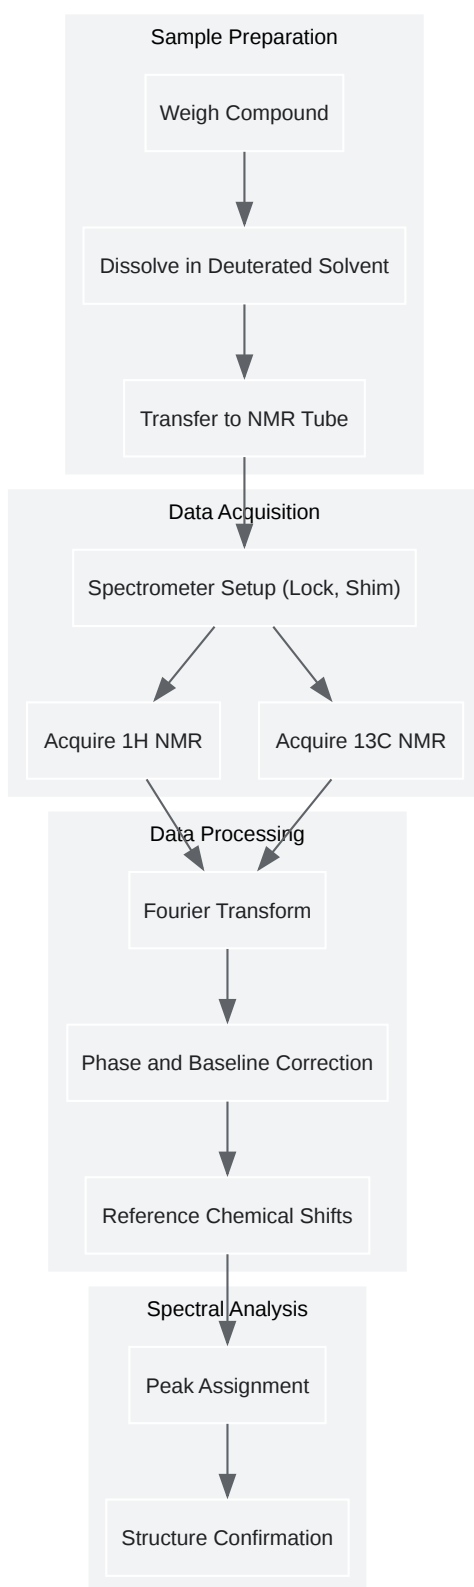 Sample Preparation
Weigh Compound
Dissolve in Deuterated Solvent
Transfer to NMR Tube
Data Acquisition
Spectrometer Setup (Lock, Shim)
Acquire 1H NMR
Acquire 13C NMR
Data Processing
Fourier Transform
Phase and Baseline Correction
Reference Chemical Shifts
Spectral Analysis
Peak Assignment
Structure Confirmation